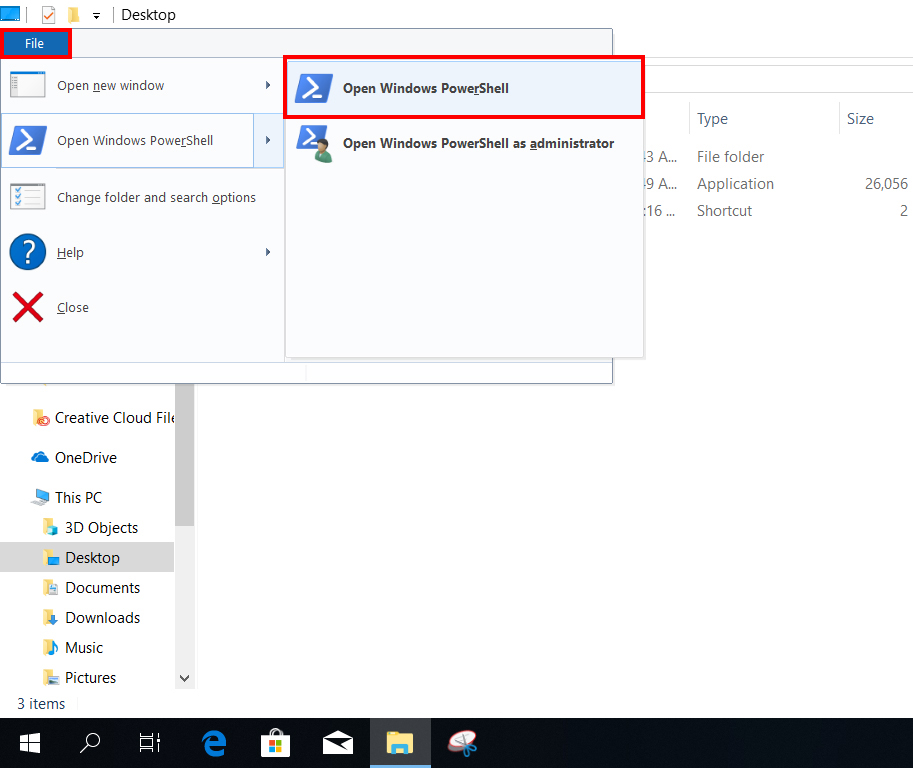 Desktop
File
Open new window
Open Windows PowerShell
Change folder and search options
Help
Close
Open Windows PowerShell
Open Windows PowerShell as administrator
Type Size
43 A... File folder
49 A... Application 26,056
:16 ... Shortcut 2
Creative Cloud File
OneDrive
This PC
3D Objects
Desktop
Documents
Downloads
Music
Pictures
3 items